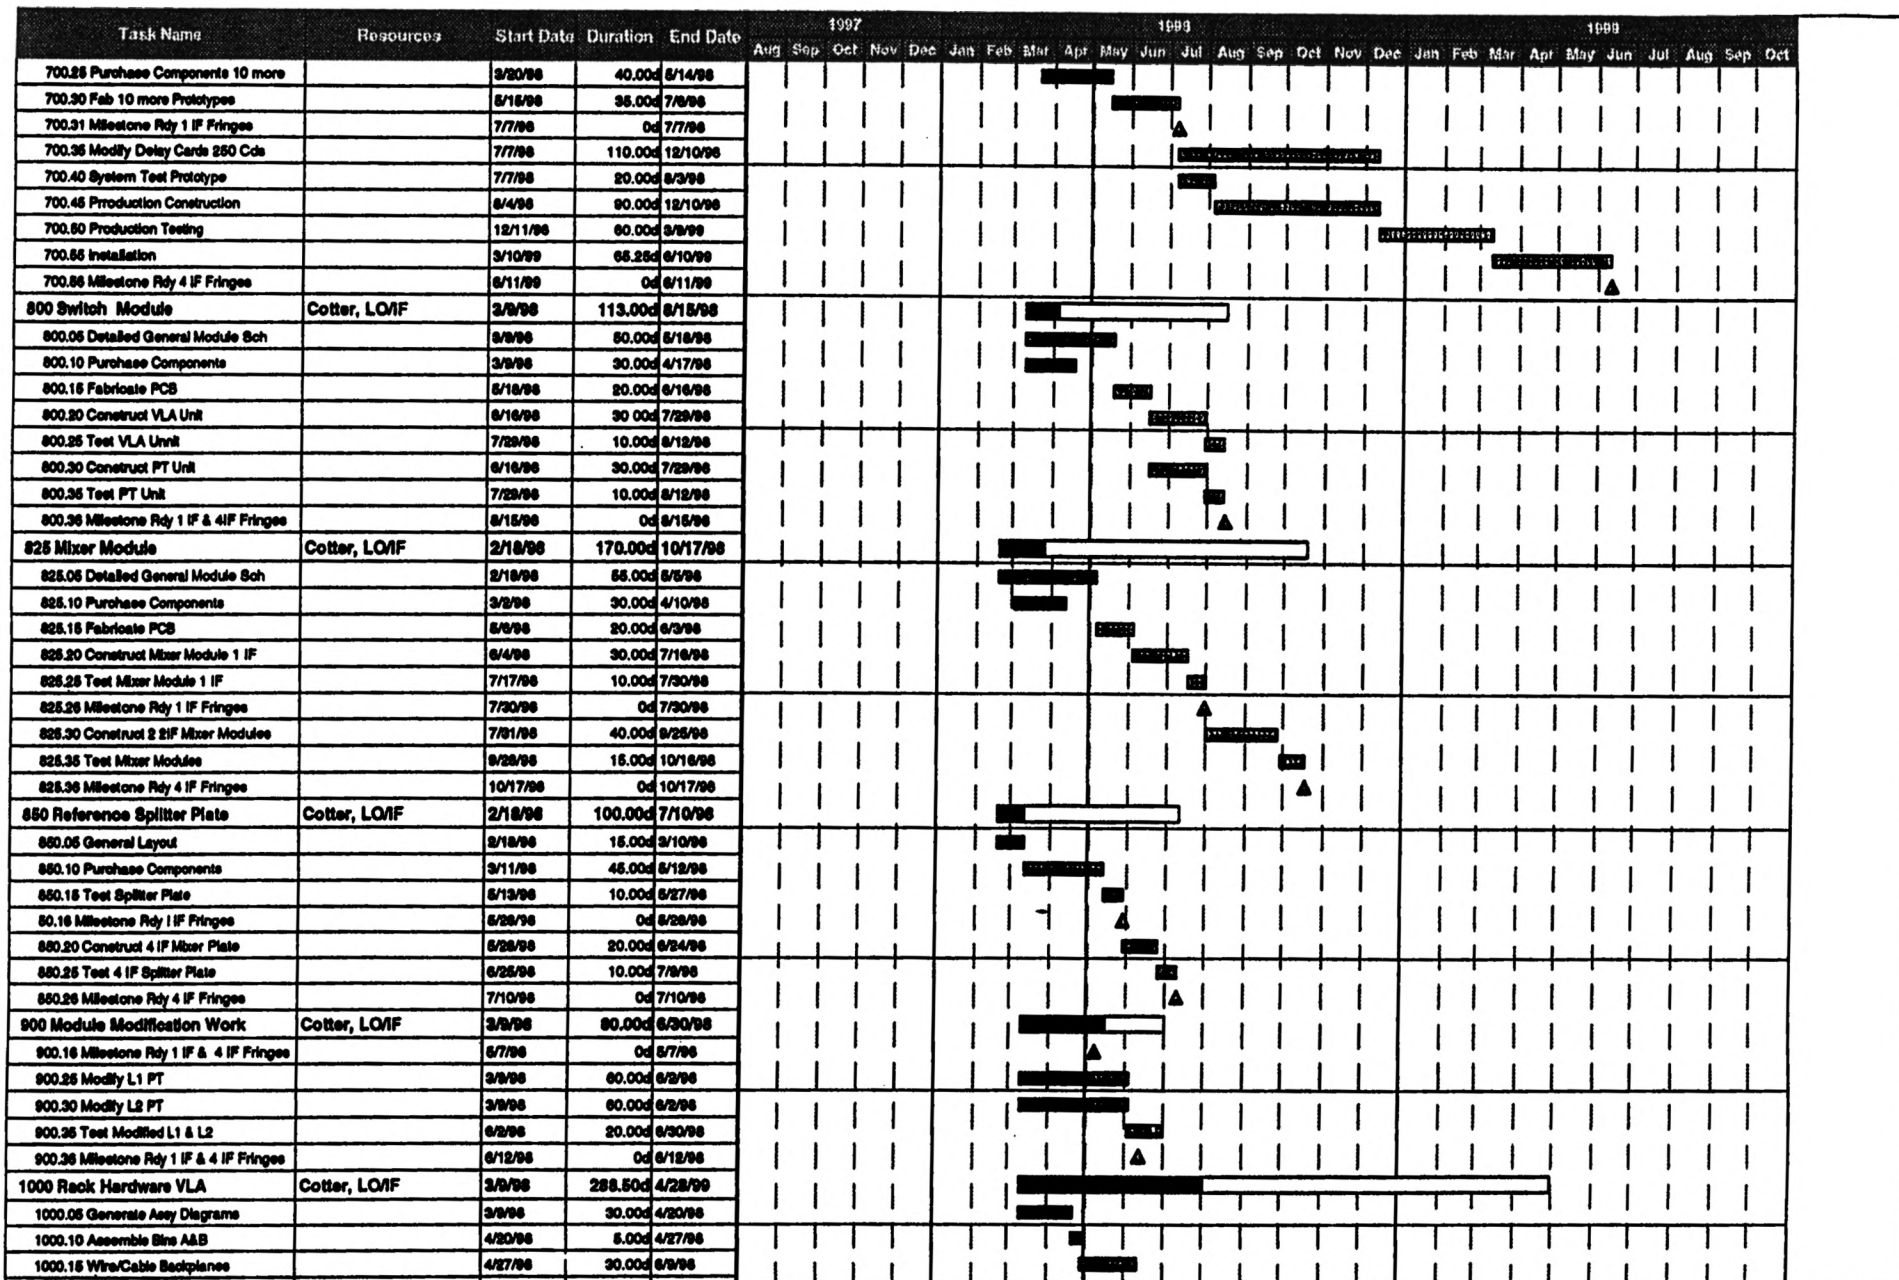 Task Name Resources Start Date Duration End Date 1997 1998 1999
Aug Sep Oct Nov Dec Jan Feb Mar Apr May Jun Jul Aug Sep Oct Nov Dec Jan Feb Mar Apr May Jun Jul Aug Sep Oct
700.25 Purchase Components 10 more 3/20/98 40.00d 5/14/98
700.30 Fab 10 more Prototypes 5/15/98 35.00d 7/6/98
700.31 Milestone Rdy 1 IF Fringes 7/7/98 0d 7/7/98
700.35 Modify Delay Cards 250 Cds 7/7/98 110.00d 12/10/98
700.40 System Test Prototype 7/7/98 20.00d 8/3/98
700.45 Prroduction Construction 8/4/98 90.00d 12/10/98
700.50 Production Testing 12/11/98 60.00d 3/9/99
700.55 Installation 3/10/99 65.25d 6/10/99
700.56 Milestone Rdy 4 IF Fringes 6/11/99 0d 6/11/99
800 Switch Module Cotter, LO/IF 3/9/98 113.00d 8/15/98
800.05 Detailed General Module Sch 3/9/98 50.00d 5/18/98
800.10 Purchase Components 3/9/98 30.00d 4/17/98
800.15 Fabricate PCB 5/18/98 20.00d 6/16/98
800.20 Construct VLA Unit 6/16/98 30 00d 7/29/98
800.25 Test VLA Unnit 7/29/98 10.00d 8/12/98
800.30 Construct PT Unit 6/16/98 30.00d 7/29/98
800.35 Test PT Unit 7/29/98 10.00d 8/12/98
800.36 Milestone Rdy 1 IF & 4IF Fringes 8/15/98 0d 8/15/98
825 Mixer Module Cotter, LO/IF 2/18/98 170.00d 10/17/98
825.05 Detailed General Module Sch 2/18/98 55.00d 5/5/98
825.10 Purchase Components 3/2/98 30.00d 4/10/98
825.15 Fabricate PCB 5/6/98 20.00d 6/3/98
825.20 Construct Mixer Module 1 IF 6/4/98 30.00d 7/16/98
825.25 Test Mixer Module 1 IF 7/17/98 10.00d 7/30/98
825.26 Milestone Rdy 1 IF Fringes 7/30/98 0d 7/30/98
825.30 Construct 2 2IF Mixer Modules 7/31/98 40.00d 9/25/98
825.35 Test Mixer Modules 9/28/98 15.00d 10/16/98
825.36 Milestone Rdy 4 IF Fringes 10/17/98 0d 10/17/98
850 Reference Splitter Plate Cotter, LO/IF 2/18/98 100.00d 7/10/98
850.05 General Layout 2/18/98 15.00d 3/10/98
850.10 Purchase Components 3/11/98 45.00d 5/12/98
850.15 Test Splitter Plate 5/13/98 10.00d 5/27/98
50.16 Milestone Rdy I IF Fringes 5/28/98 0d 5/28/98
850.20 Construct 4 IF Mixer Plate 5/28/98 20.00d 6/24/98
850.25 Test 4 IF Splitter Plate 6/25/98 10.00d 7/9/98
850.26 Milestone Rdy 4 IF Fringes 7/10/98 0d 7/10/98
900 Module Modification Work Cotter, LO/IF 3/9/98 80.00d 6/30/98
900.16 Milestone Rdy 1 IF & 4 IF Fringes 5/7/98 0d 5/7/98
900.25 Modify L1 PT 3/9/98 60.00d 6/2/98
900.30 Modify L2 PT 3/9/98 60.00d 6/2/98
900.35 Test Modified L1 & L2 6/2/98 20.00d 6/30/98
900.36 Milestone Rdy 1 IF & 4 IF Fringes 6/12/98 0d 6/12/98
1000 Rack Hardware VLA Cotter, LO/IF 3/9/98 288.50d 4/28/99
1000.05 Generate Assy Diagrams 3/9/98 30.00d 4/20/98
1000.10 Assemble Bins A&B 4/20/98 5.00d 4/27/98
1000.15 Wire/Cable Backplanes 4/27/98 30.00d 6/9/98